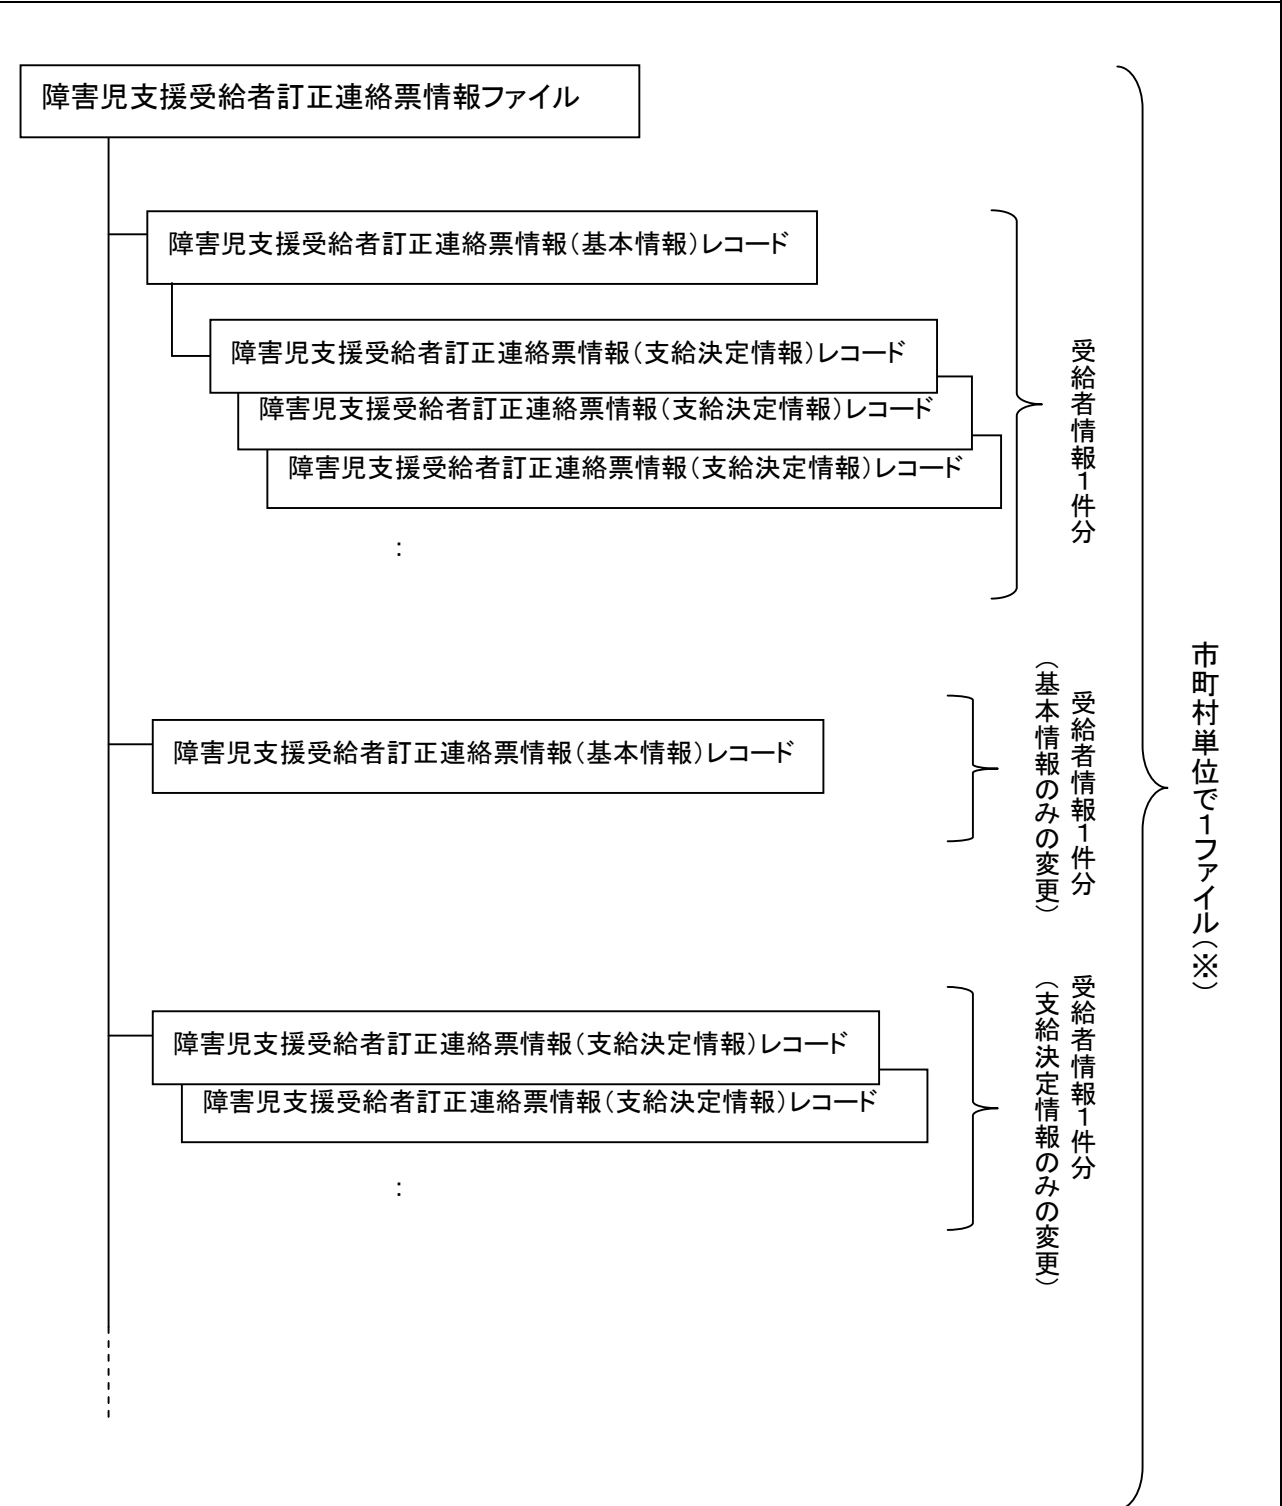 障害児支援受給者訂正連絡票情報ファイル
障害児支援受給者訂正連絡票情報（基本情報）レコード
障害児支援受給者訂正連絡票情報（支給決定情報）レコード
障害児支援受給者訂正連絡票情報（支給決定情報）レコード
障害児支援受給者訂正連絡票情報（支給決定情報）レコード
：
受給者情報１件分
障害児支援受給者訂正連絡票情報（基本情報）レコード
受給者情報１件分
（基本情報のみの変更）
障害児支援受給者訂正連絡票情報（支給決定情報）レコード
障害児支援受給者訂正連絡票情報（支給決定情報）レコード
：
受給者情報１件分
（支給決定情報のみの変更）
市町村単位で１ファイル（※）